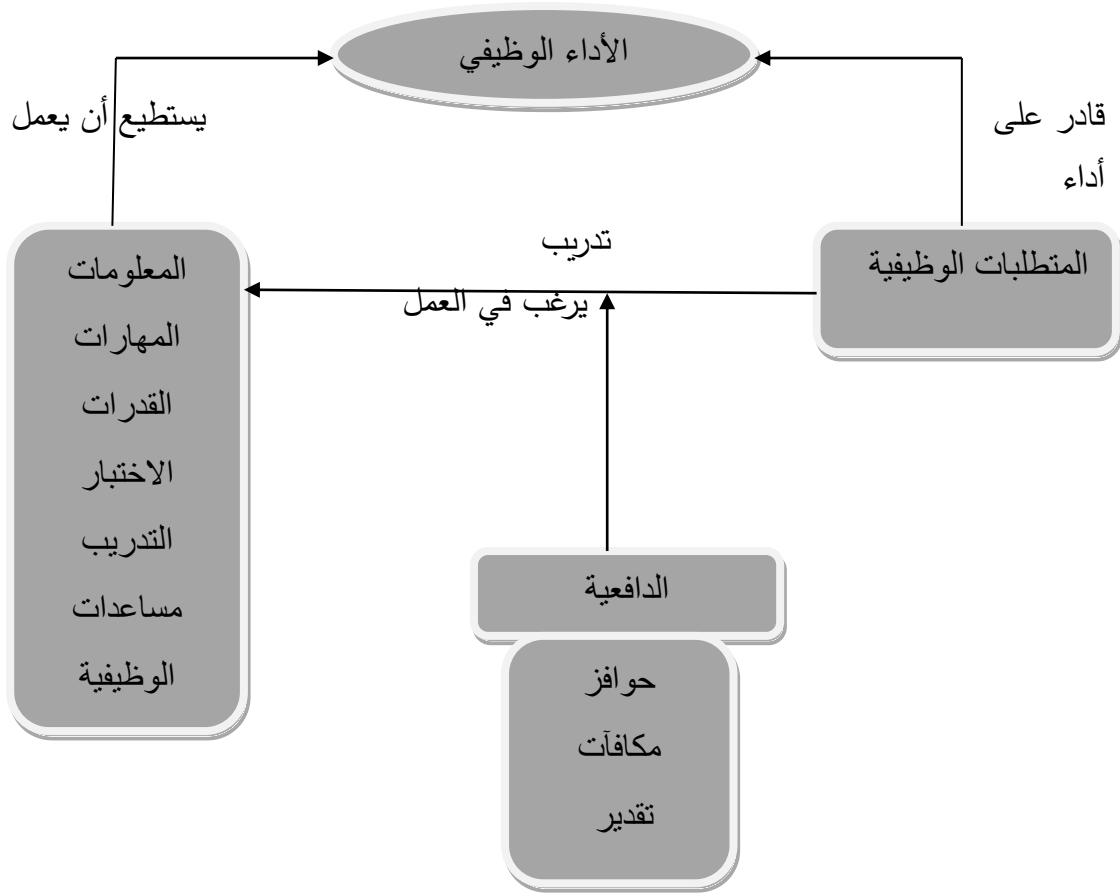 الأداء الوظيفي
قادر على
أداء
يستطيع أن يعمل
المتطلبات الوظيفية
تدريب
يرغب في العمل
المعلومات
المهارات
القدرات
الاختبار
التدريب
مساعدات
الوظيفية
الدافعية
حوافز
مكافآت
تقدير